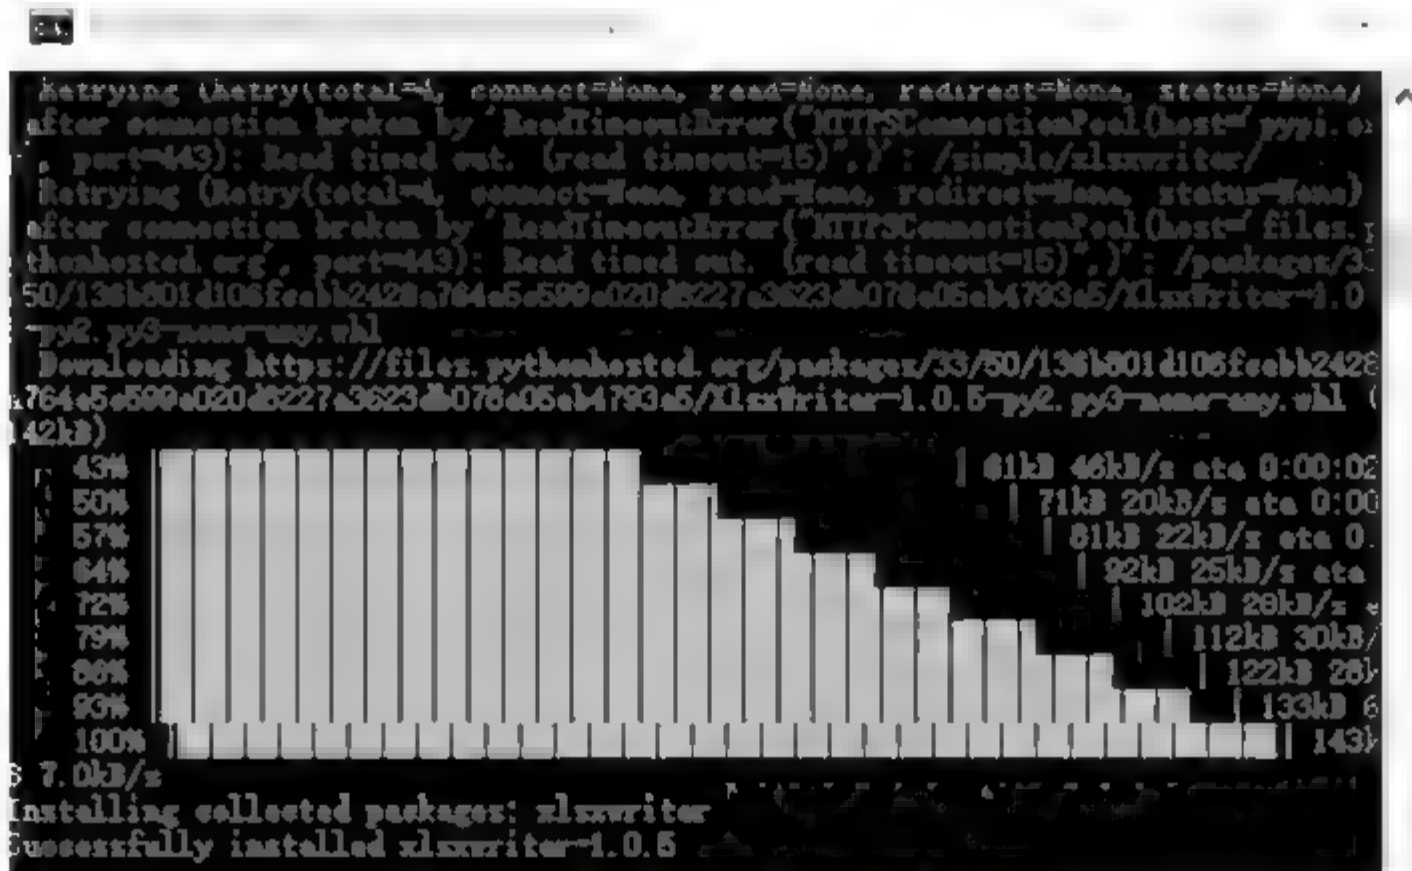 Retrying (Retry(total=4, connect=None, read=None, redirect=None, status=None)
after connection broken by 'ReadTimeoutError("HTTPSConnectionPool(host='pypi.o
, port=443): Read timed out. (read timeout=15)",)': /simple/xlsxwriter/
Retrying (Retry(total=4, connect=None, read=None, redirect=None, status=None)
after connection broken by 'ReadTimeoutError("HTTPSConnectionPool(host='files.p
thonhosted.org', port=443): Read timed out. (read timeout=15)",)': /packages/33
50/136b801d106fcebb2428a764e5e599e020d8227a3623db078e05eb4793e5/XlsxWriter-1.0
-py2.py3-none-any.whl
Downloading https://files.pythonhosted.org/packages/33/50/136b801d106fcebb2428
a764e5e599e020d8227a3623db078e05eb4793e5/XlsxWriter-1.0.5-py2.py3-none-any.whl (
142kB)
43% | 61kB 46kB/s eta 0:00:02
50% | 71kB 20kB/s eta 0:00
57% | 81kB 22kB/s eta 0:
64% | 92kB 25kB/s eta
72% | 102kB 28kB/s e
79% | 112kB 30kB/
86% | 122kB 28k
93% | 133kB 6
100% | 143k
7.0kB/s
Installing collected packages: xlsxwriter
Successfully installed xlsxwriter-1.0.5